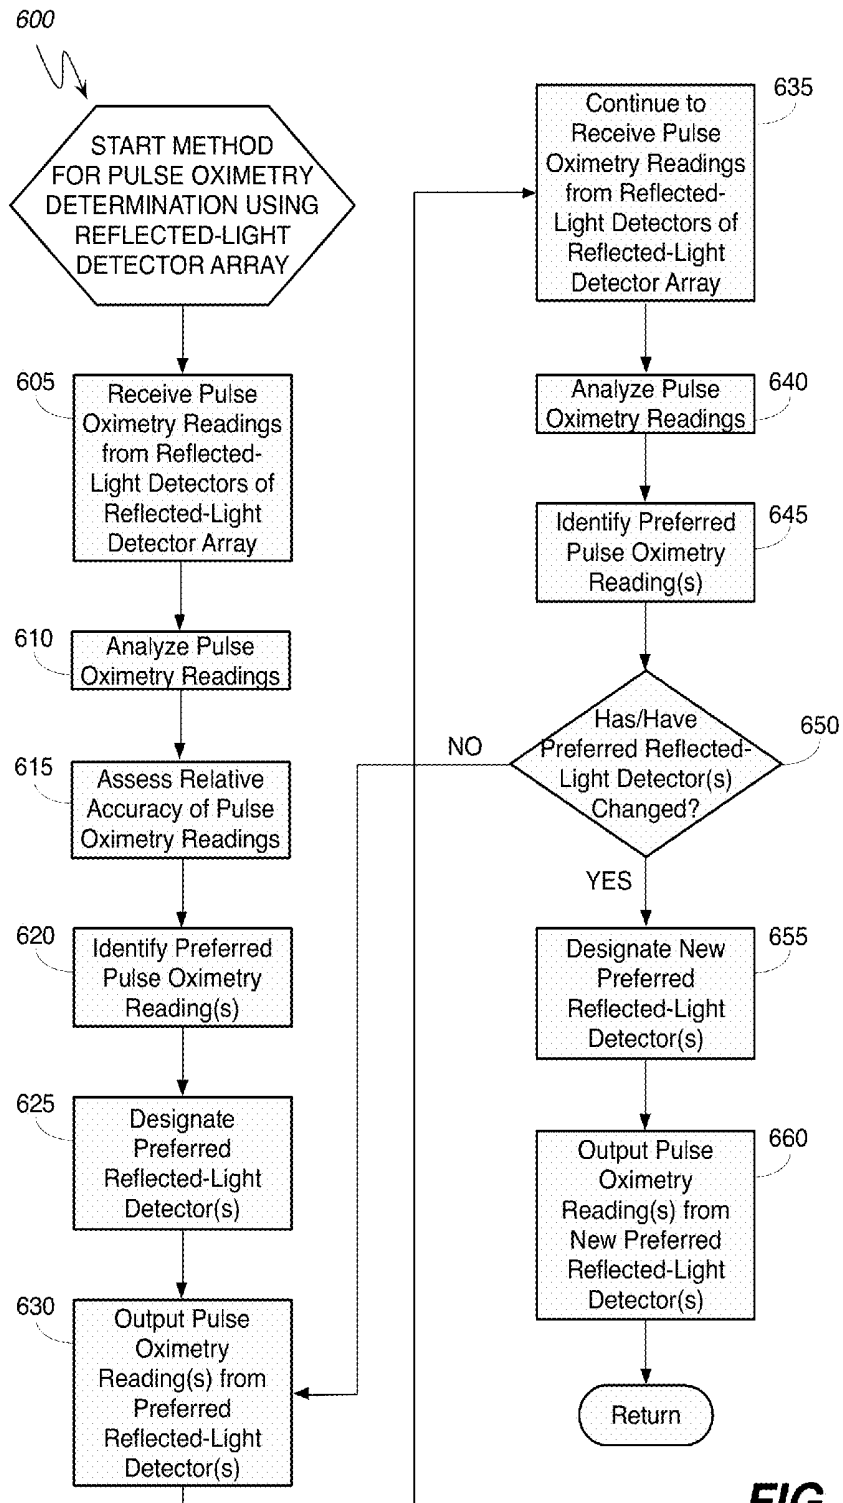 600
START METHOD
FOR PULSE OXIMETRY
DETERMINATION USING
REFLECTED-LIGHT
DETECTOR ARRAY
605
Receive Pulse
Oximetry Readings
from Reflected-
Light Detectors of
Reflected-Light
Detector Array
610
Analyze Pulse
Oximetry Readings
615
Assess Relative
Accuracy of Pulse
Oximetry Readings
620
Identify Preferred
Pulse Oximetry
Reading(s)
625
Designate
Preferred
Reflected-Light
Detector(s)
630
Output Pulse
Oximetry
Reading(s) from
Preferred
Reflected-Light
Detector(s)
635
Continue to
Receive Pulse
Oximetry Readings
from Reflected-
Light Detectors of
Reflected-Light
Detector Array
640
Analyze Pulse
Oximetry Readings
645
Identify Preferred
Pulse Oximetry
Reading(s)
650
Has/Have
Preferred Reflected-
Light Detector(s)
Changed?
NO
YES
655
Designate New
Preferred
Reflected-Light
Detector(s)
660
Output Pulse
Oximetry
Reading(s) from
New Preferred
Reflected-Light
Detector(s)
Return
FIG